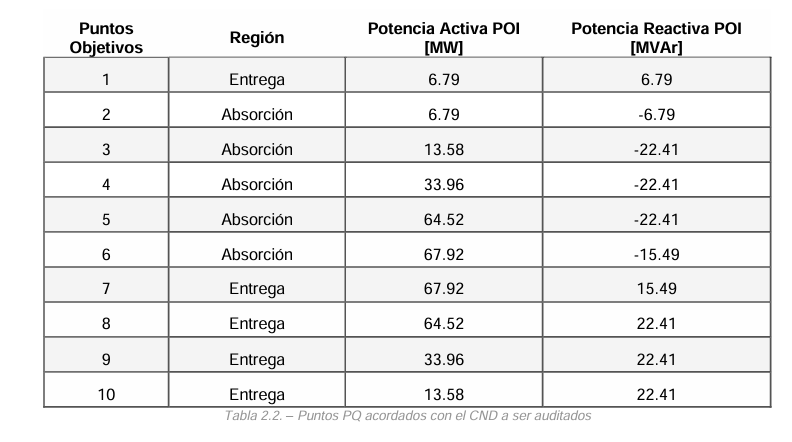 Puntos Objetivos Región Potencia Activa POI [MW] Potencia Reactiva POI [MVAr]
1 Entrega 6.79 6.79
2 Absorción 6.79 -6.79
3 Absorción 13.58 -22.41
4 Absorción 33.96 -22.41
5 Absorción 64.52 -22.41
6 Absorción 67.92 -15.49
7 Entrega 67.92 15.49
8 Entrega 64.52 22.41
9 Entrega 33.96 22.41
10 Entrega 13.58 22.41
Tabla 2.2. – Puntos PQ acordados con el CND a ser auditados